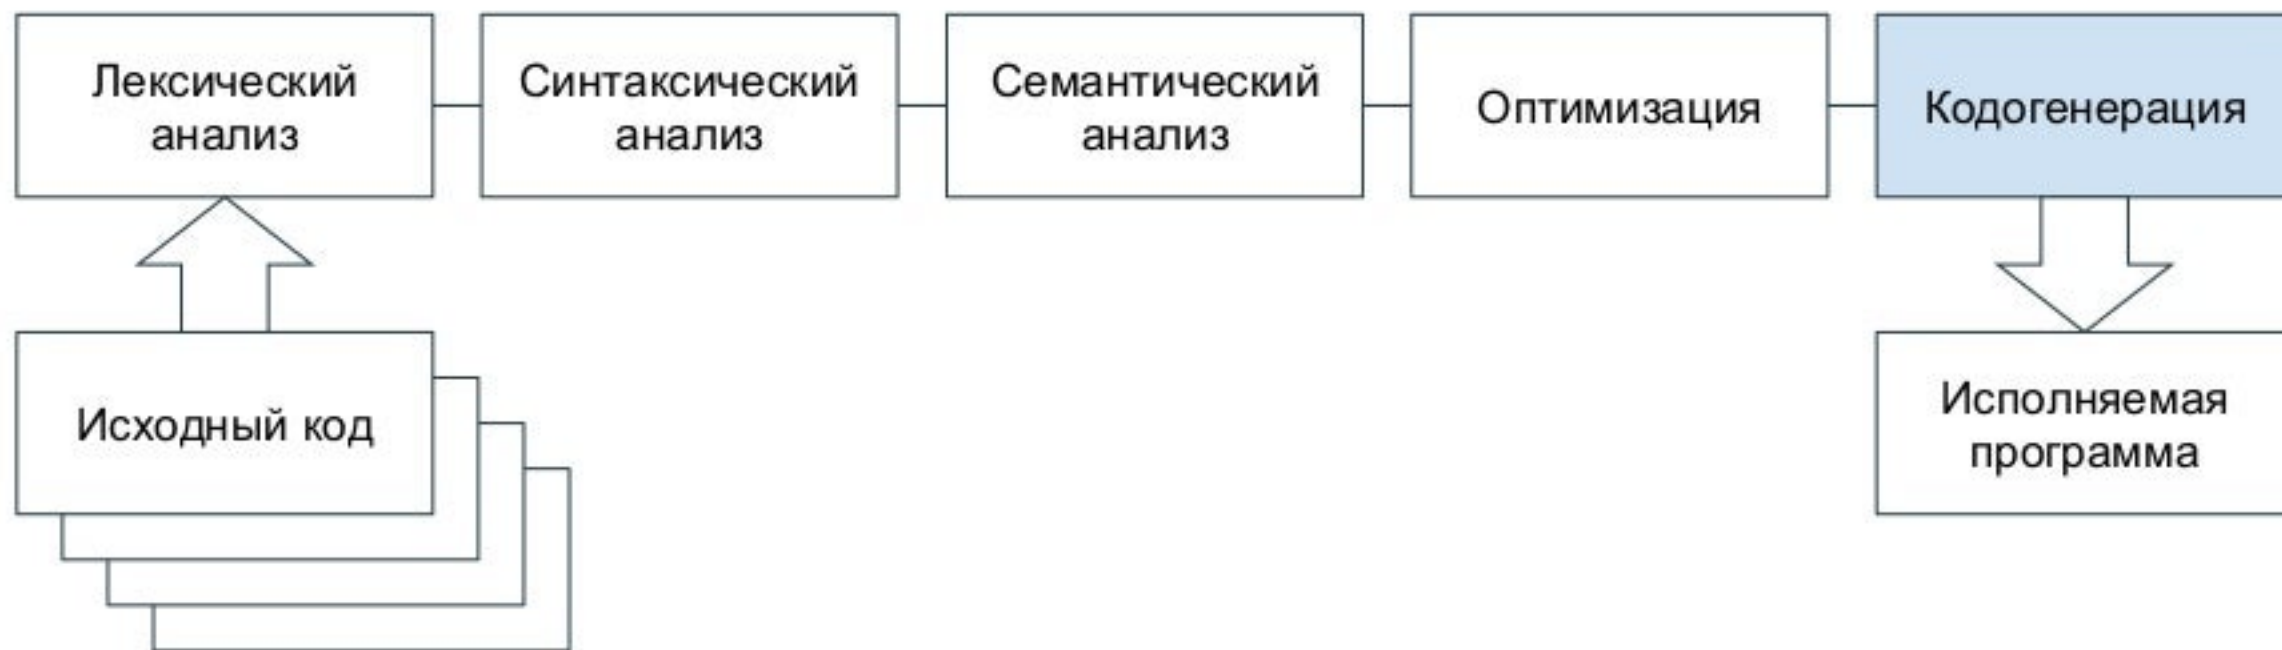 Лексический
анализ
Синтаксический
анализ
Семантический
анализ
Оптимизация
Кодогенерация
Исходный код
Исполняемая
программа